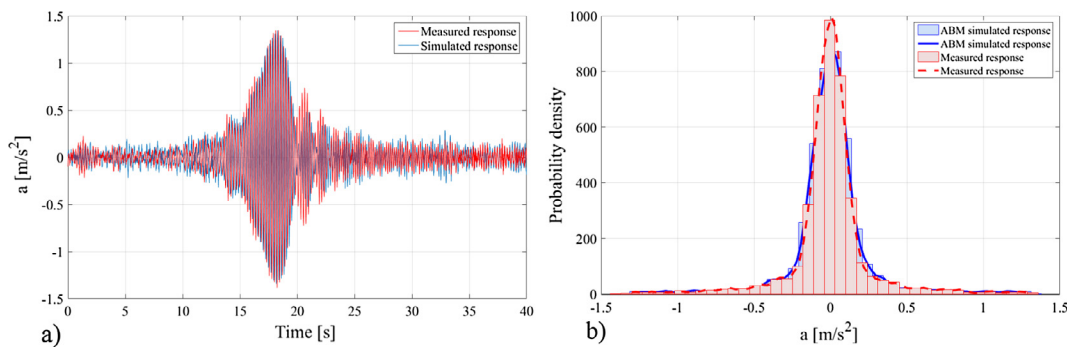 Measured response
Simulated response
1.5
1
0.5
0
-0.5
-1
-1.5
a [m/s²]
0 5 10 15 20 25 30 35 40
Time [s]
a)
ABM simulated response
ABM simulated response
Measured response
Measured response
1000
800
600
400
200
0
Probability density
-1.5 -1 -0.5 0 0.5 1 1.5
a [m/s²]
b)